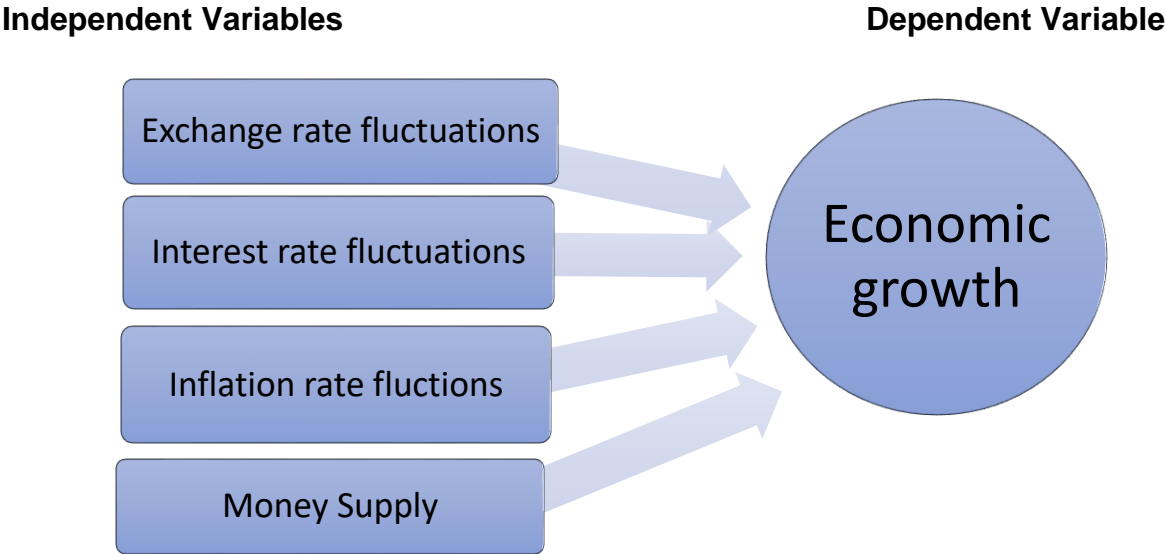 Independent Variables
Dependent Variable
Exchange rate fluctuations
Interest rate fluctuations
Inflation rate fluctions
Money Supply
Economic
growth